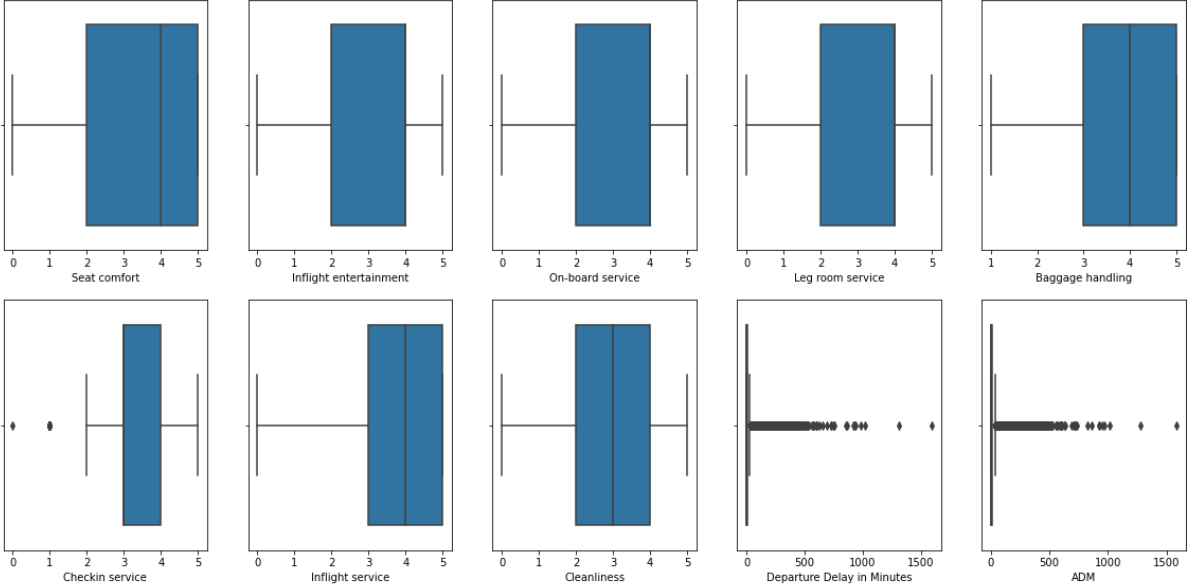 0 1 2 3 4 5
Seat comfort
0 1 2 3 4 5
Inflight entertainment
0 1 2 3 4 5
On-board service
0 1 2 3 4 5
Leg room service
1 2 3 4 5
Baggage handling
0 1 2 3 4 5
Checkin service
0 1 2 3 4 5
Inflight service
0 1 2 3 4 5
Cleanliness
0 500 1000 1500
Departure Delay in Minutes
0 500 1000 1500
ADM